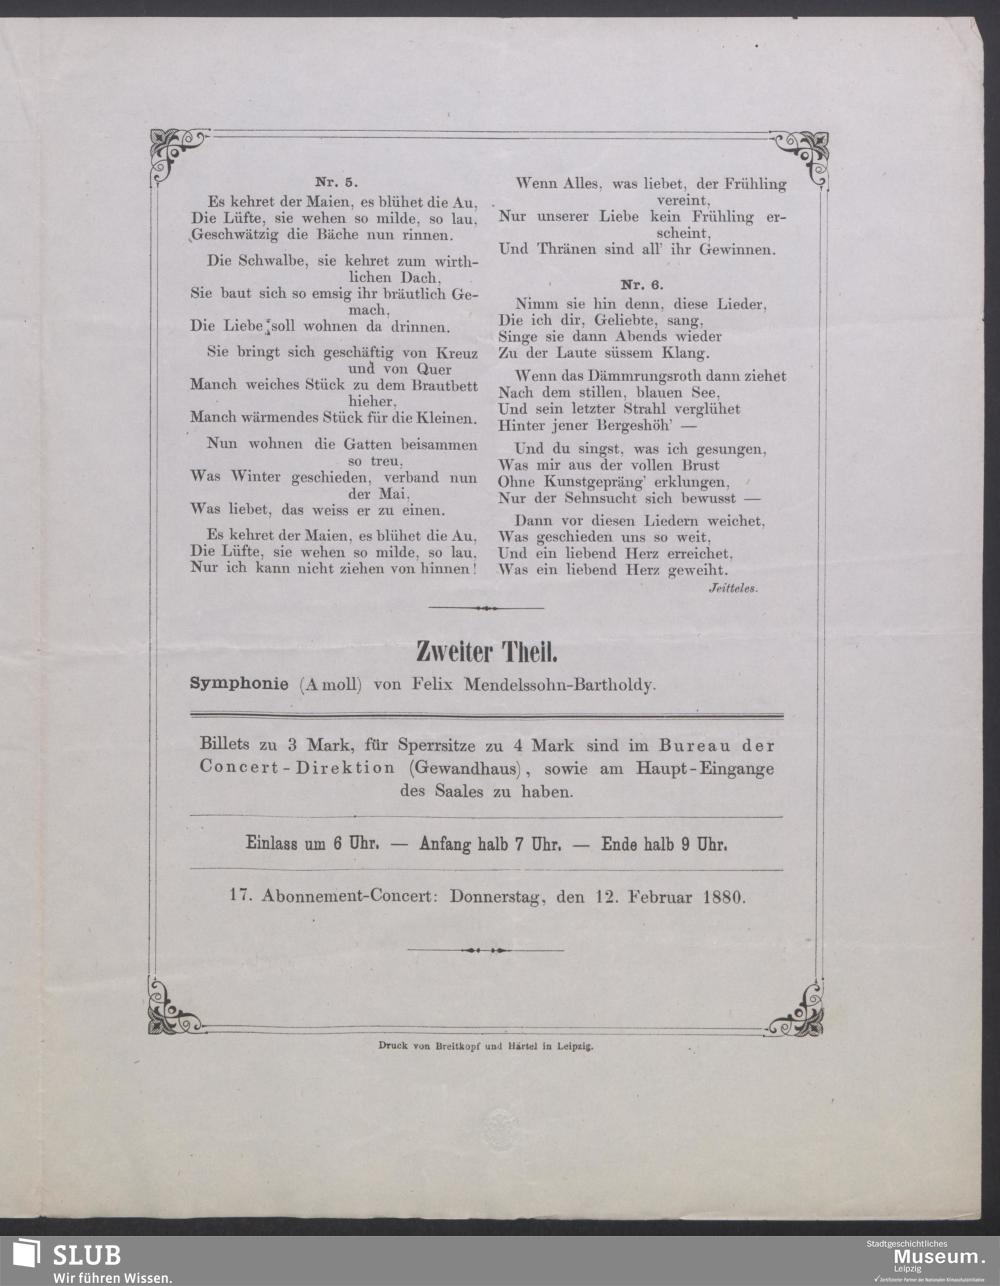 Nr. 5.
Es kehret der Maien, es blühet die Au,
Die Lüfte, sie wehen so milde, so lau,
Geschwätzig die Bäche nun rinnen.
Die Schwalbe, sie kehret zum wirth-
lichen Dach,
Sie baut sich so emsig ihr bräutlich Ge-
mach,
Die Liebe soll wohnen da drinnen.
Sie bringt sich geschäftig von Kreuz
und von Quer
Manch weiches Stück zu dem Brautbett
hieher,
Manch wärmendes Stück für die Kleinen.
Nun wohnen die Gatten beisammen
so treu,
Was Winter geschieden, verband nun
der Mai,
Was liebet, das weiss er zu einen.
Es kehret der Maien, es blühet die Au,
Die Lüfte, sie wehen so milde, so lau,
Nur ich kann nicht ziehen von hinnen!
Wenn Alles, was liebet, der Frühling
vereint,
Nur unserer Liebe kein Frühling er-
scheint,
Und Thränen sind all' ihr Gewinnen.
Nr. 6.
Nimm sie hin denn, diese Lieder,
Die ich dir, Geliebte, sang,
Singe sie dann Abends wieder
Zu der Laute süssem Klang.
Wenn das Dämmrungsroth dann ziehet
Nach dem stillen, blauen See,
Und sein letzter Strahl verglühet
Hinter jener Bergeshöh' —
Und du singst, was ich gesungen,
Was mir aus der vollen Brust
Ohne Kunstgepräng' erklungen,
Nur der Sehnsucht sich bewusst —
Dann vor diesen Liedern weichet,
Was geschieden uns so weit,
Und ein liebend Herz erreichet,
Was ein liebend Herz geweiht.
Jeitteles.
Zweiter Theil.
Symphonie (A moll) von Felix Mendelssohn-Bartholdy.
Billets zu 3 Mark, für Sperrsitze zu 4 Mark sind im Bureau der
Concert-Direktion (Gewandhaus), sowie am Haupt-Eingange
des Saales zu haben.
Einlass um 6 Uhr. — Anfang halb 7 Uhr. — Ende halb 9 Uhr.
17. Abonnement-Concert: Donnerstag, den 12. Februar 1880.
Druck von Breitkopf und Härtel in Leipzig.
SLUB
Wir führen Wissen.
Stadtgeschichtliches
Museum.
Leipzig
Zertifizierter Partner der Nationalen Klimaschutzinitiative